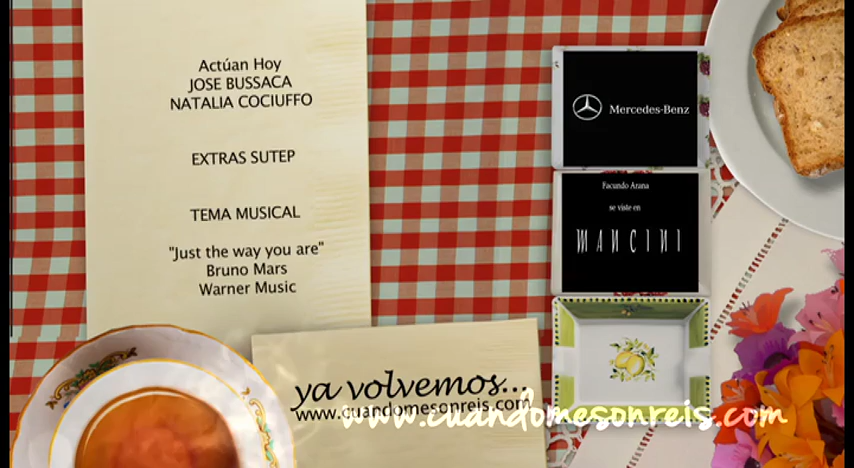 Actúan Hoy
JOSE BUSSACA
NATALIA COCIUFFO
EXTRAS SUTEP
TEMA MUSICAL
"Just the way you are"
Bruno Mars
Warner Music
Mercedes-Benz
Facundo Arana
se viste en
MANCINI
ya volvemos...
www.cuandomesonreis.com
www.cuandomesonreis.com